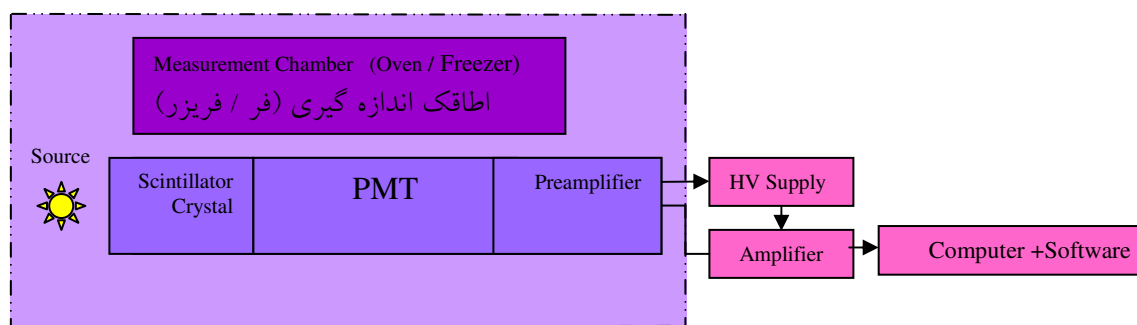 Measurement Chamber (Oven / Freezer)
اطاقک اندازه گیری (فر / فریزر)
Source
Scintillator
Crystal
PMT
Preamplifier
HV Supply
Amplifier
Computer +Software